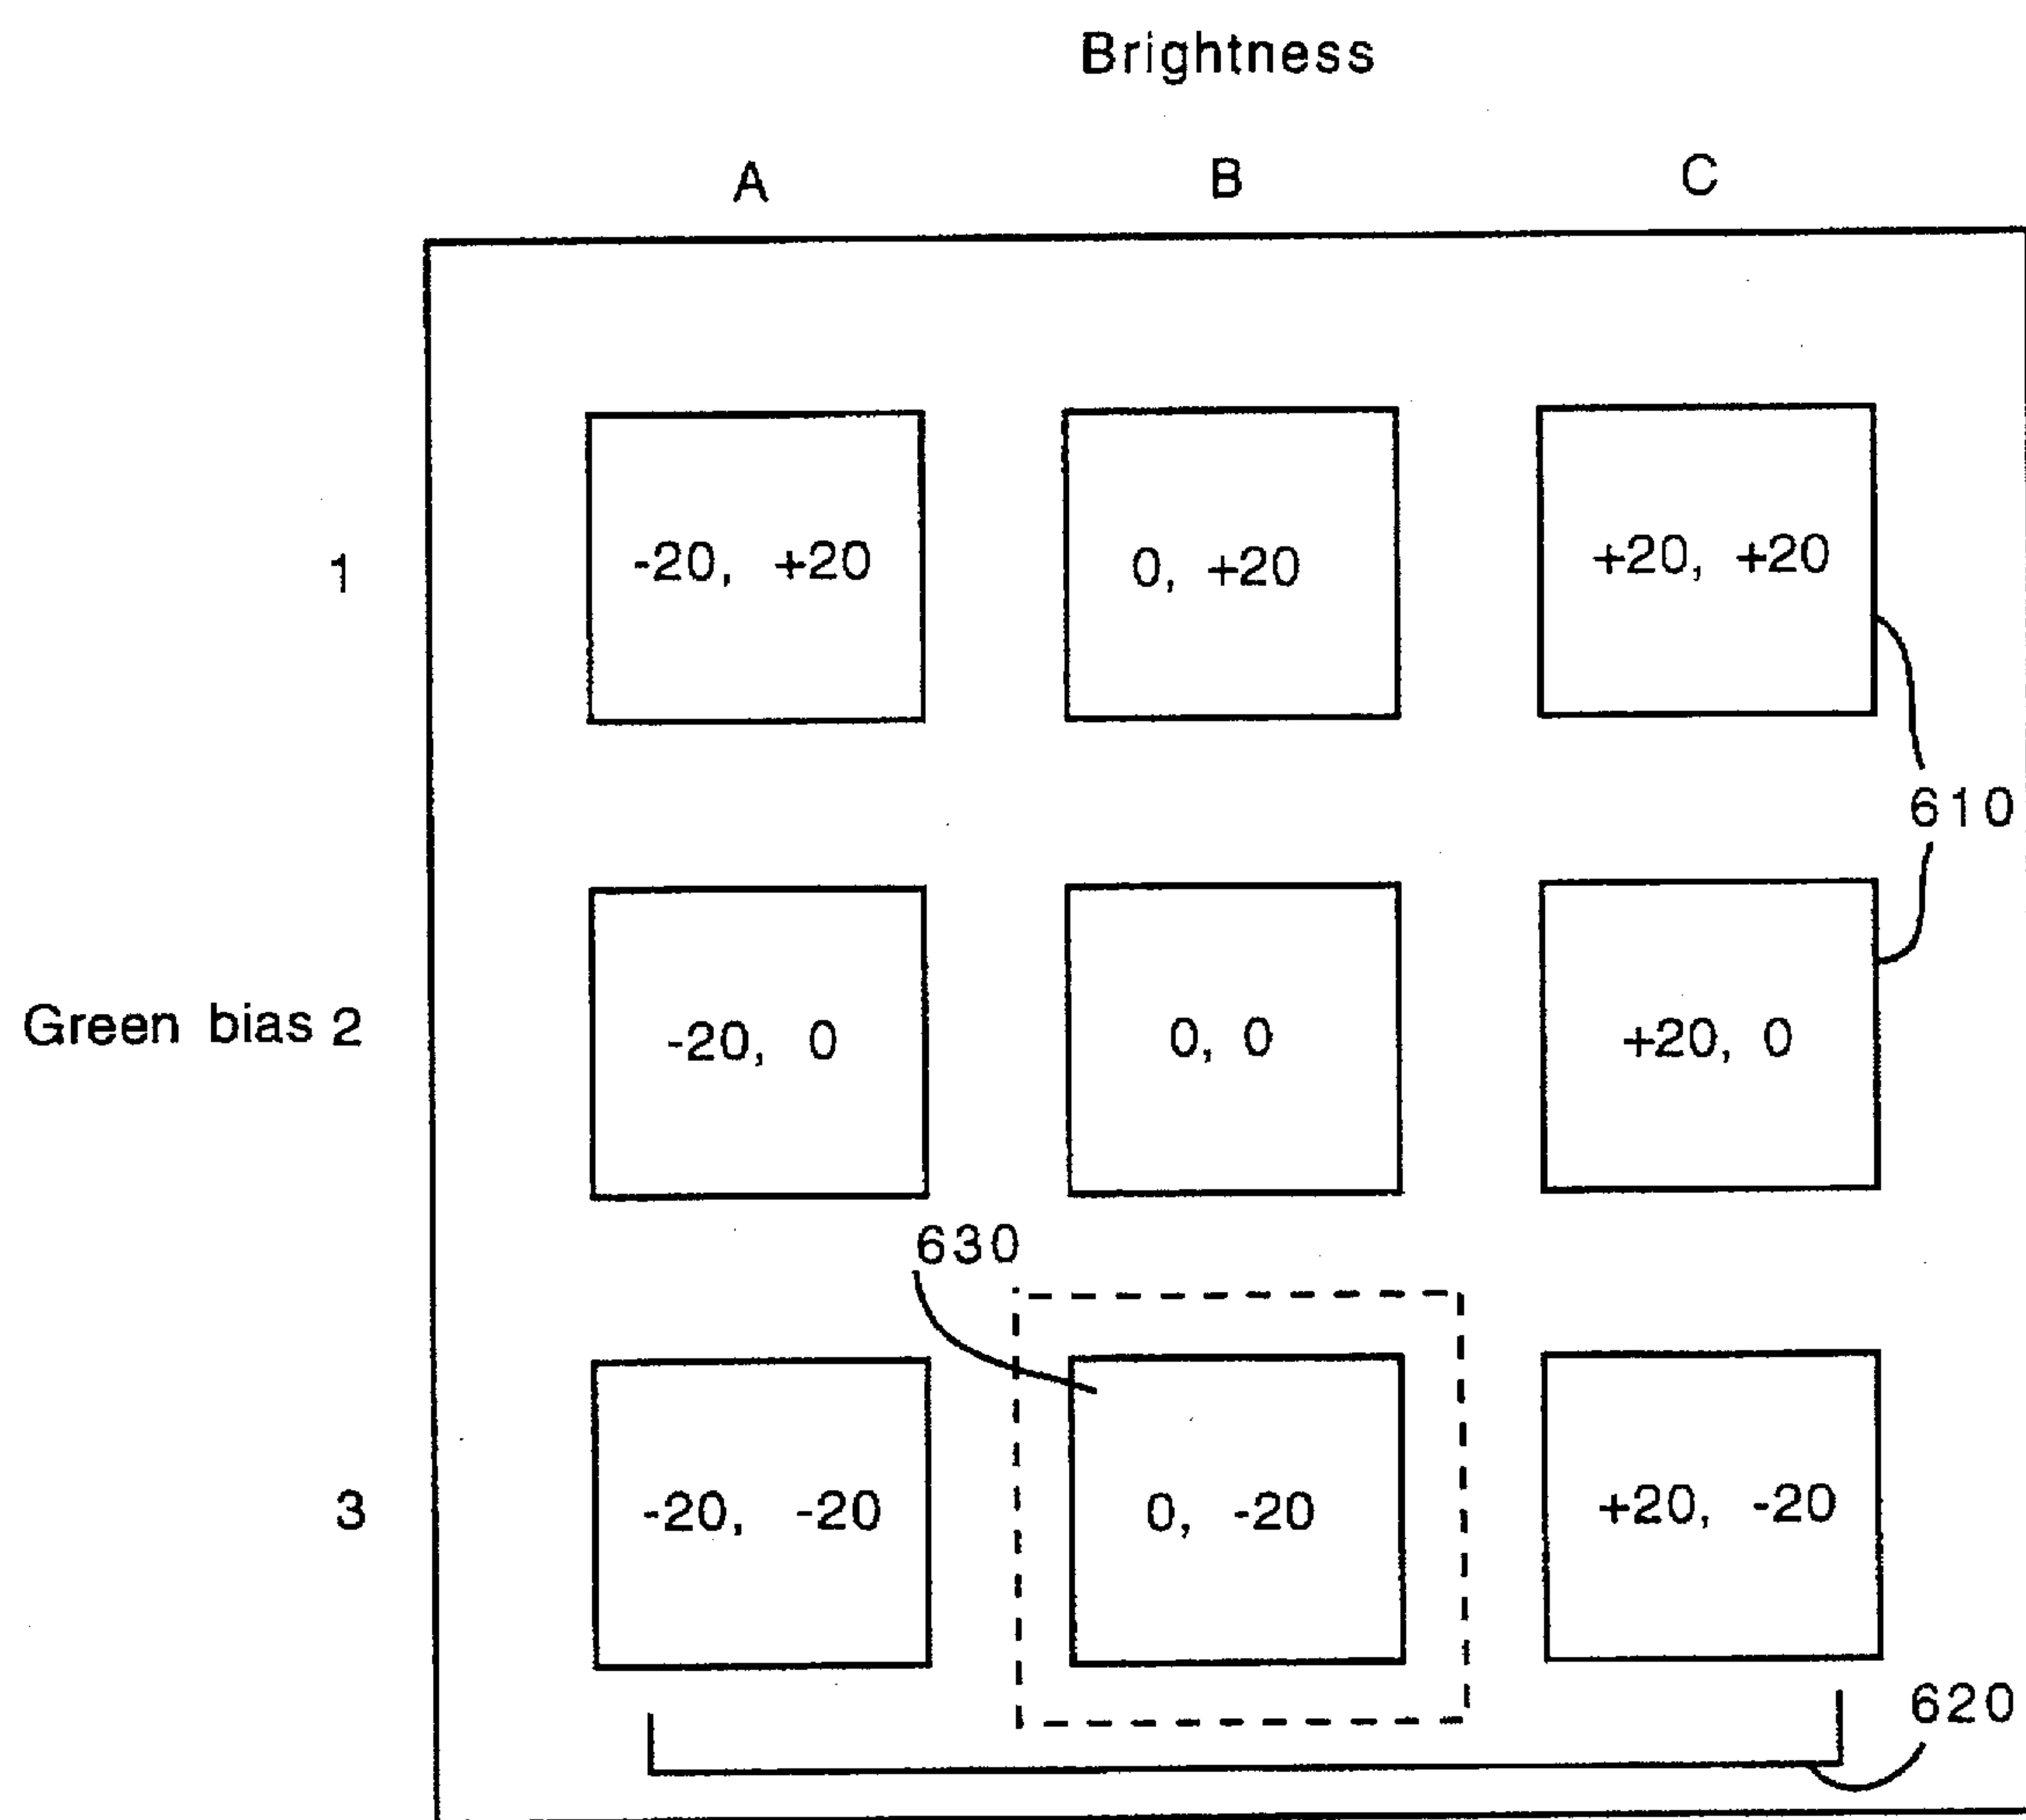 Brightness
A B C
1 -20, +20 0, +20 +20, +20
610
Green bias 2 -20, 0 0, 0 +20, 0
630
3 -20, -20 0, -20 +20, -20
620